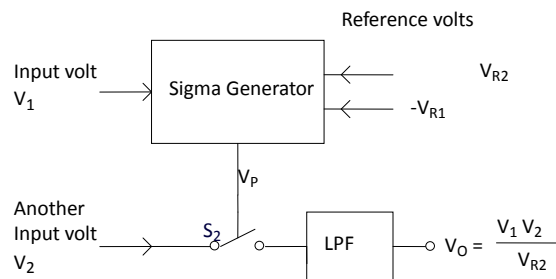 Reference volts
Input volt
V1
Sigma Generator
VR2
-VR1
VP
Another
Input volt
V2
S2
LPF
VO = V1 V2
VR2